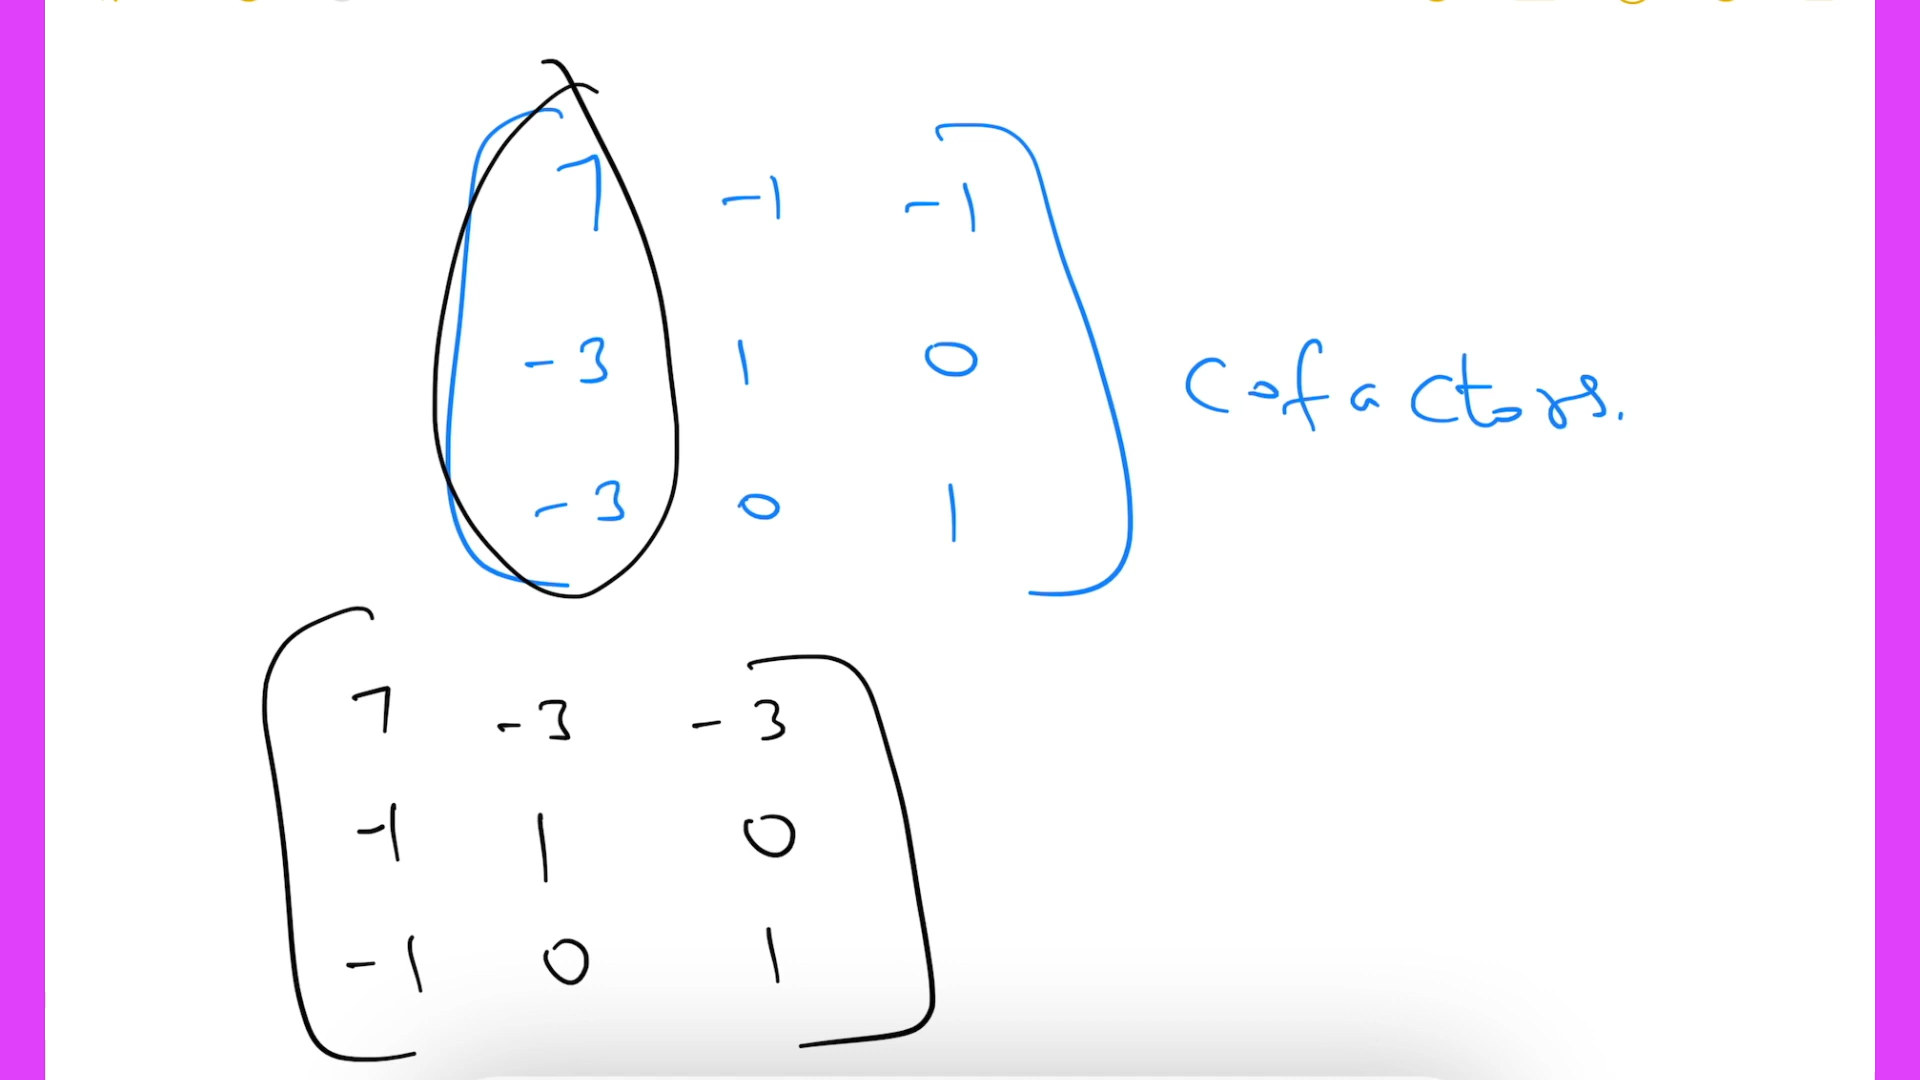 7 -1 -1
-3 1 0 Cofactors.
-3 0 1
7 -3 -3
-1 1 0
-1 0 1